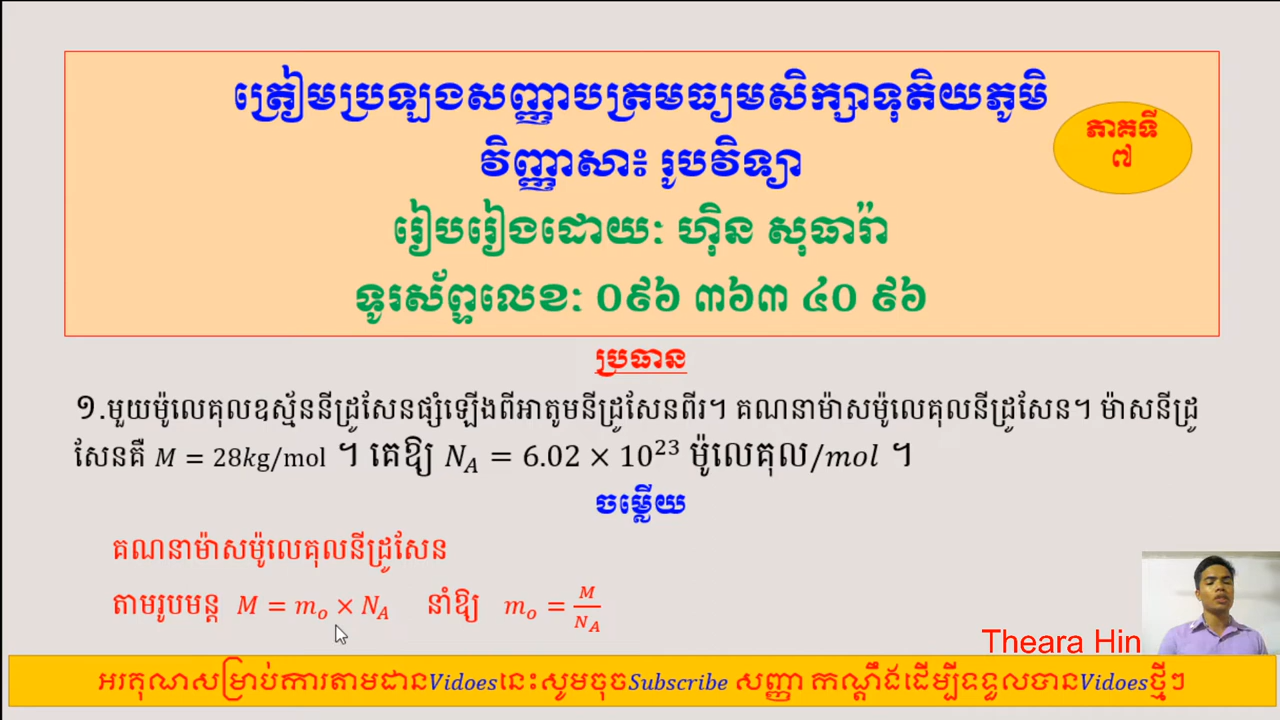 ត្រៀមប្រឡងសញ្ញាបត្រមធ្យមសិក្សាទុតិយភូមិ
វិញ្ញាសា៖ រូបវិទ្យា
រៀបរៀងដោយៈ ហ៊ិន សុធារ៉ា
ទូរស័ព្ទលេខៈ ០៩៦ ៣៦៣ ៤០ ៩៦
ភាគទី
៧
ប្រធាន
១.មួយម៉ូលេគុលឧស្ម័ននីដ្រូសែនផ្សំឡើងពីអាតូមនីដ្រូសែនពីរ។ គណនាម៉ាសម៉ូលេគុលនីដ្រូសែន។ ម៉ាសនីដ្រូ
សែនគឺ M = 28kg/mol ។ គេឱ្យ N_A = 6.02 × 10^23 ម៉ូលេគុល/mol ។
ចម្លើយ
គណនាម៉ាសម៉ូលេគុលនីដ្រូសែន
តាមរូបមន្ត M = m_o × N_A នាំឱ្យ m_o = M/N_A
Theara Hin
អរគុណសម្រាប់ការតាមដានVidoesនេះសូមចុចSubscribe សញ្ញា កណ្ដឹងដើម្បីទទួលបានVidoesថ្មីៗ